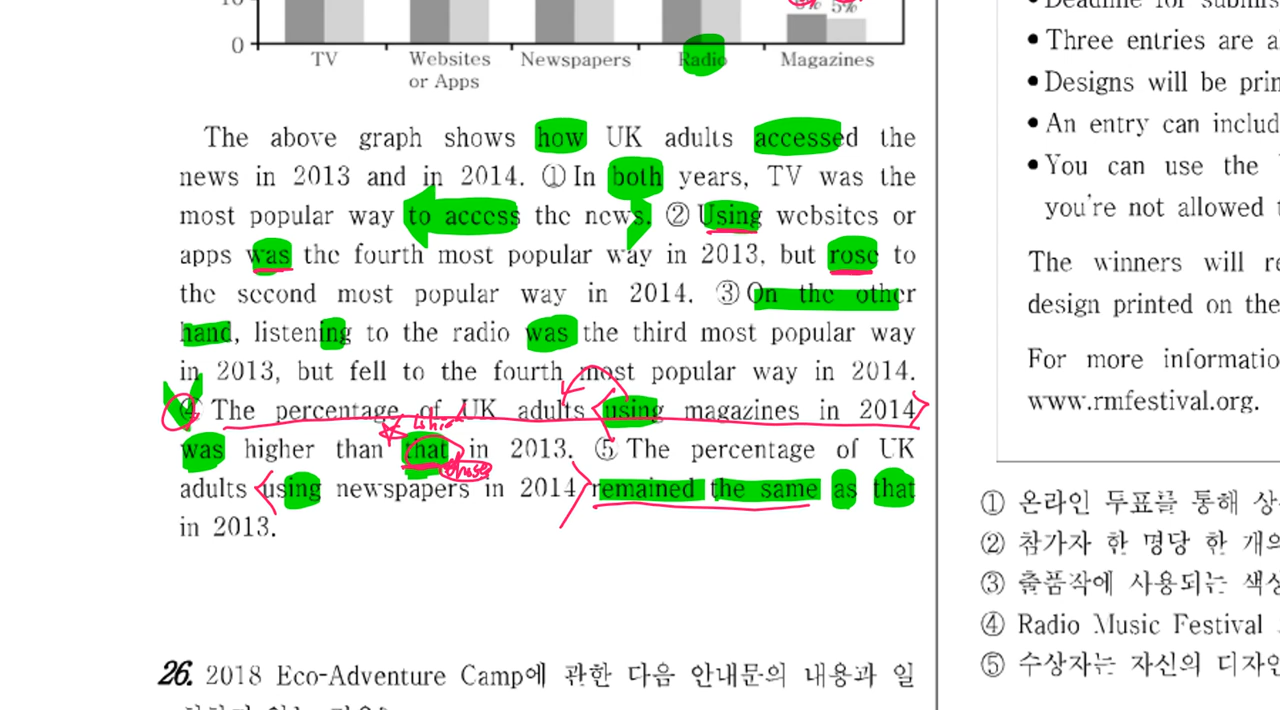 0
TV Websites Newspapers Radio Magazines
or Apps
5%
The above graph shows how UK adults accessed the
news in 2013 and in 2014. ① In both years, TV was the
most popular way to access the news. ② Using websites or
apps was the fourth most popular way in 2013, but rose to
the second most popular way in 2014. ③ On the other
hand, listening to the radio was the third most popular way
in 2013, but fell to the fourth most popular way in 2014.
④ The percentage of UK adults using magazines in 2014
was higher than that in 2013. ⑤ The percentage of UK
adults using newspapers in 2014 remained the same as that
in 2013.
26. 2018 Eco-Adventure Camp에 관한 다음 안내문의 내용과 일
• Three entries are a
• Designs will be prin
• An entry can includ
• You can use the
you're not allowed t
The winners will re
design printed on the
For more informatio
www.rmfestival.org.
① 온라인 투표를 통해 상
② 참가자 한 명당 한 개의
③ 출품작에 사용되는 색상
④ Radio Music Festival
⑤ 수상자는 자신의 디자인